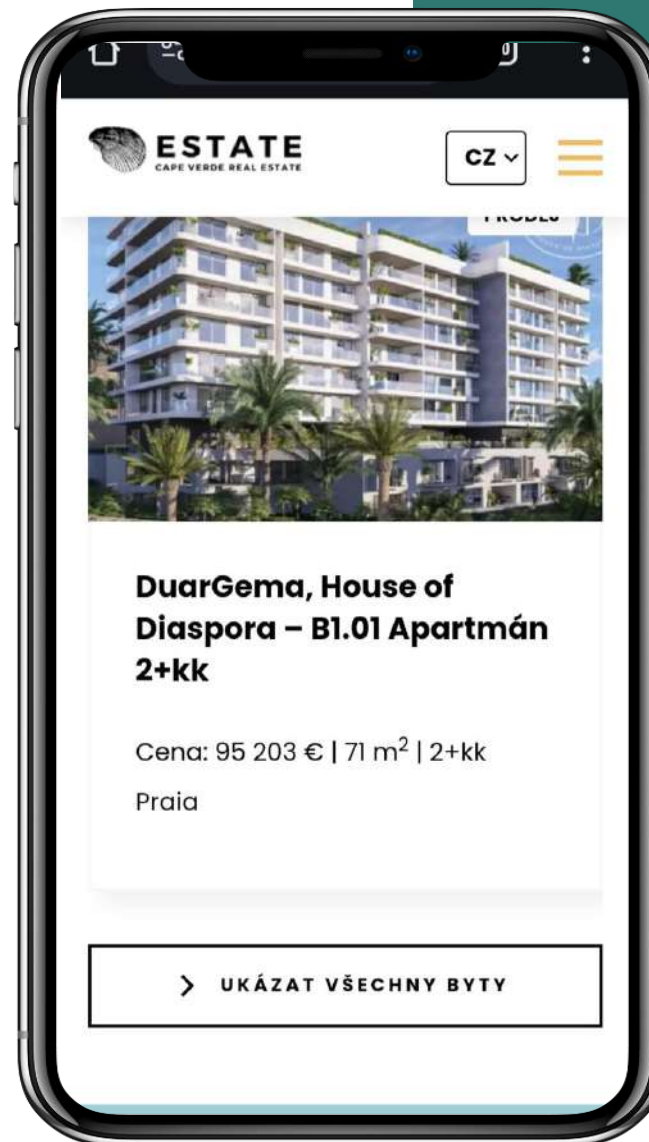 ESTATE
CAPE VERDE REAL ESTATE
CZ
DuarGema, House of
Diaspora – B1.01 Apartmán
2+kk
Cena: 95 203 € | 71 m² | 2+kk
Praia
UKÁZAT VŠECHNY BYTY